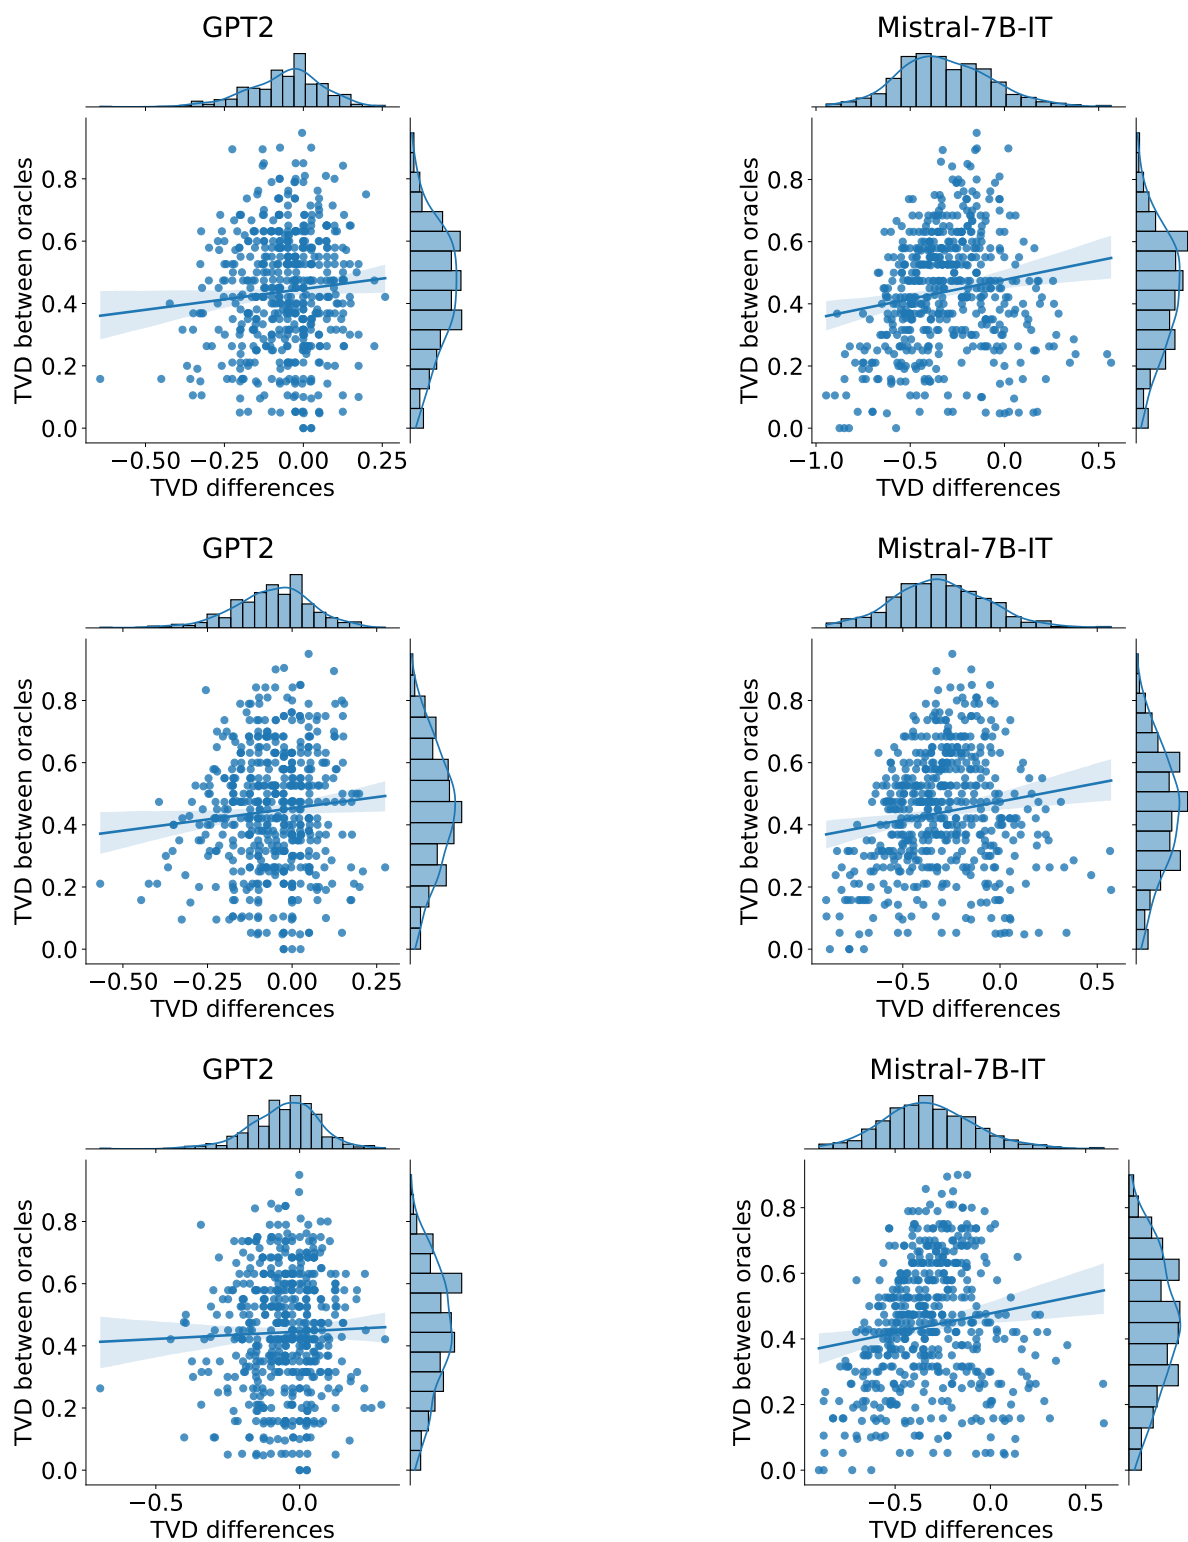 GPT2
Mistral-7B-IT
TVD between oracles
0.8
0.6
0.4
0.2
0.0
−0.50 −0.25 0.00 0.25
TVD differences
TVD between oracles
0.8
0.6
0.4
0.2
0.0
−1.0 −0.5 0.0 0.5
TVD differences
GPT2
Mistral-7B-IT
TVD between oracles
0.8
0.6
0.4
0.2
0.0
−0.50 −0.25 0.00 0.25
TVD differences
TVD between oracles
0.8
0.6
0.4
0.2
0.0
−0.5 0.0 0.5
TVD differences
GPT2
Mistral-7B-IT
TVD between oracles
0.8
0.6
0.4
0.2
0.0
−0.5 0.0
TVD differences
TVD between oracles
0.8
0.6
0.4
0.2
0.0
−0.5 0.0 0.5
TVD differences